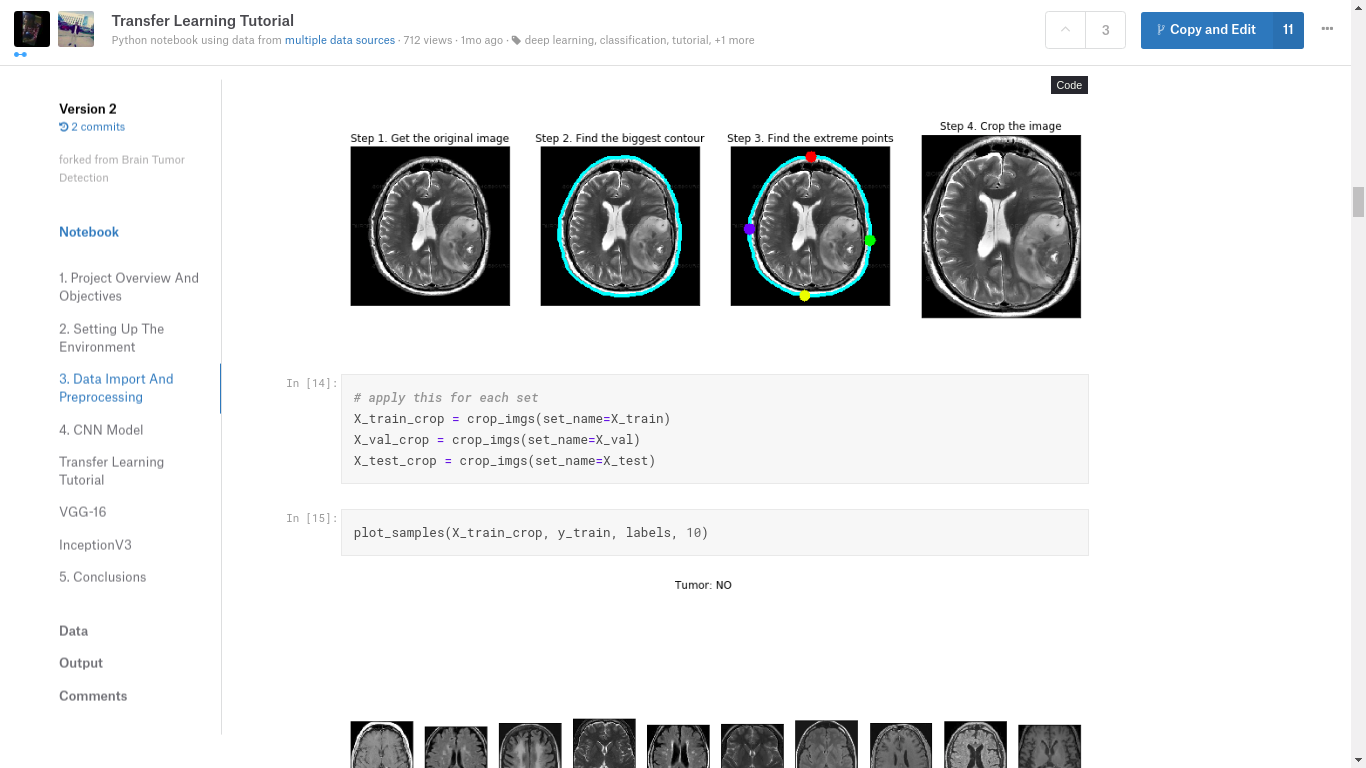 Transfer Learning Tutorial
Python notebook using data from multiple data sources · 712 views · 1mo ago · deep learning, classification, tutorial, +1 more
3
Copy and Edit
11
Version 2
2 commits
forked from Brain Tumor
Detection
Notebook
1. Project Overview And
Objectives
2. Setting Up The
Environment
3. Data Import And
Preprocessing
4. CNN Model
Transfer Learning
Tutorial
VGG-16
InceptionV3
5. Conclusions
Data
Output
Comments
Code
Step 1. Get the original image
Step 2. Find the biggest contour
Step 3. Find the extreme points
Step 4. Crop the image
In [14]:
# apply this for each set
X_train_crop = crop_imgs(set_name=X_train)
X_val_crop = crop_imgs(set_name=X_val)
X_test_crop = crop_imgs(set_name=X_test)
In [15]:
plot_samples(X_train_crop, y_train, labels, 10)
Tumor: NO